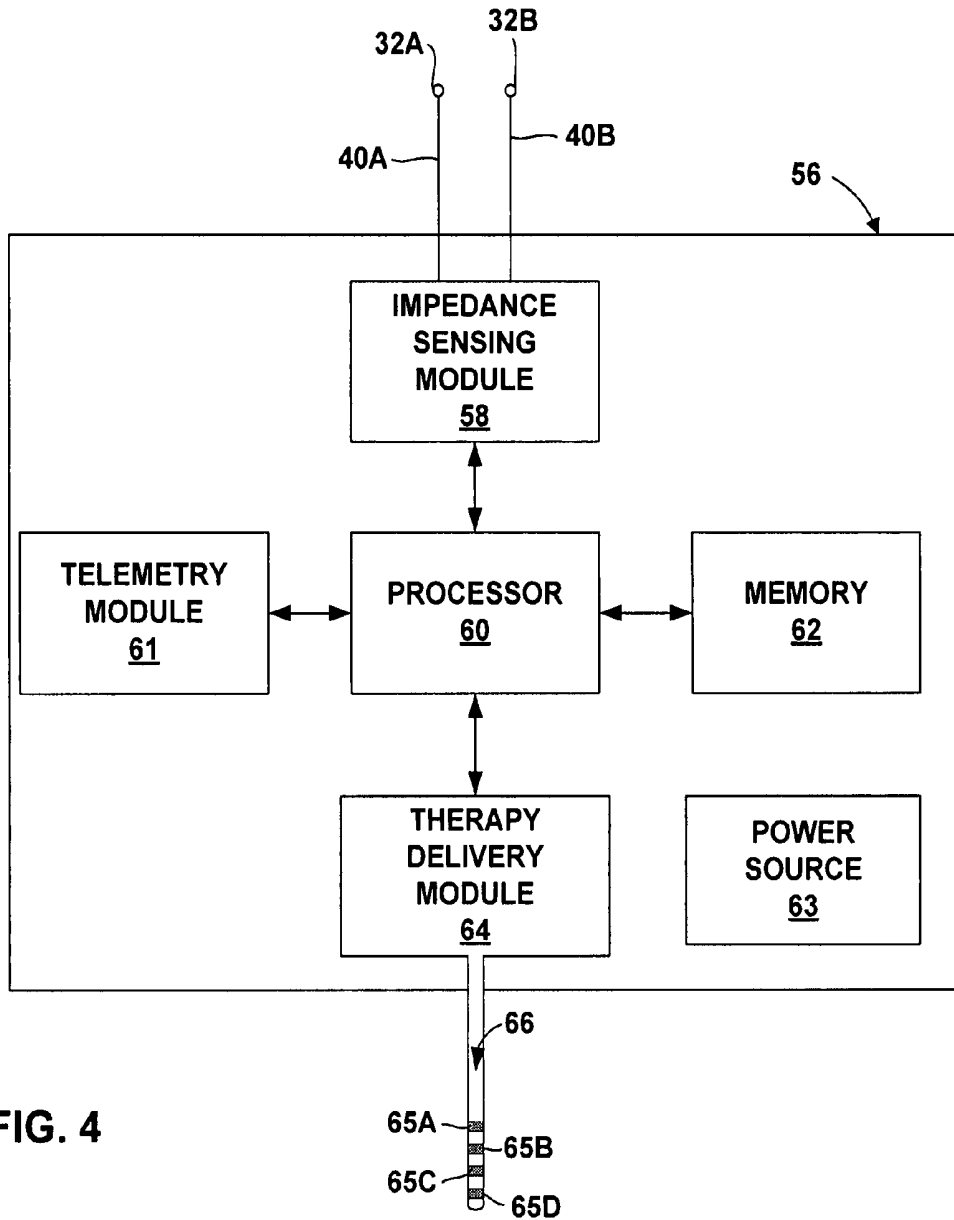 32A
32B
40A
40B
56
IMPEDANCE
SENSING
MODULE
58
TELEMETRY
MODULE
61
PROCESSOR
60
MEMORY
62
THERAPY
DELIVERY
MODULE
64
POWER
SOURCE
63
66
65A
65B
65C
65D
FIG. 4